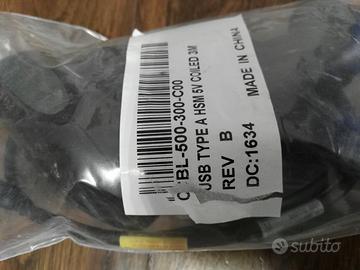 BL-500-300-C00
USB TYPE A HSM 5V COILED 3M
REV B
DC:1634 MADE IN CHINA
subito